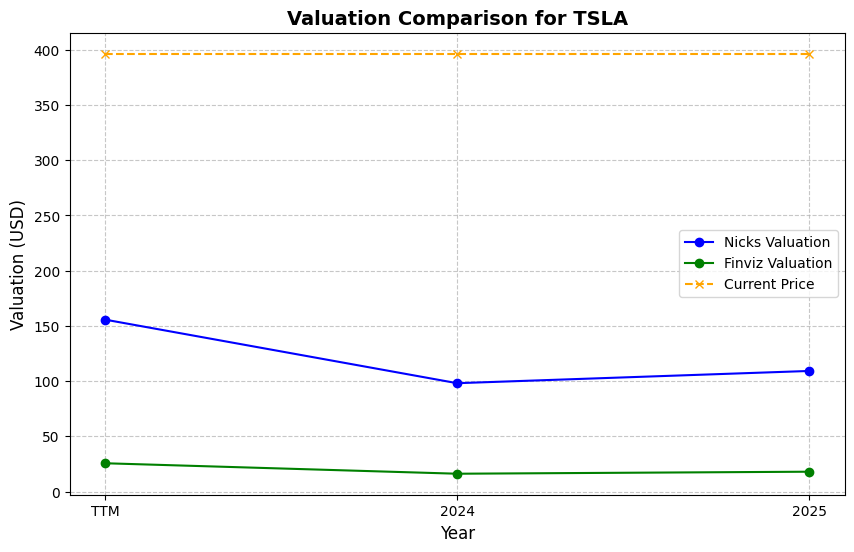 Valuation Comparison for TSLA
Valuation (USD)
400
350
300
250
200
150
100
50
0
Nicks Valuation
Finviz Valuation
Current Price
TTM
2024
2025
Year